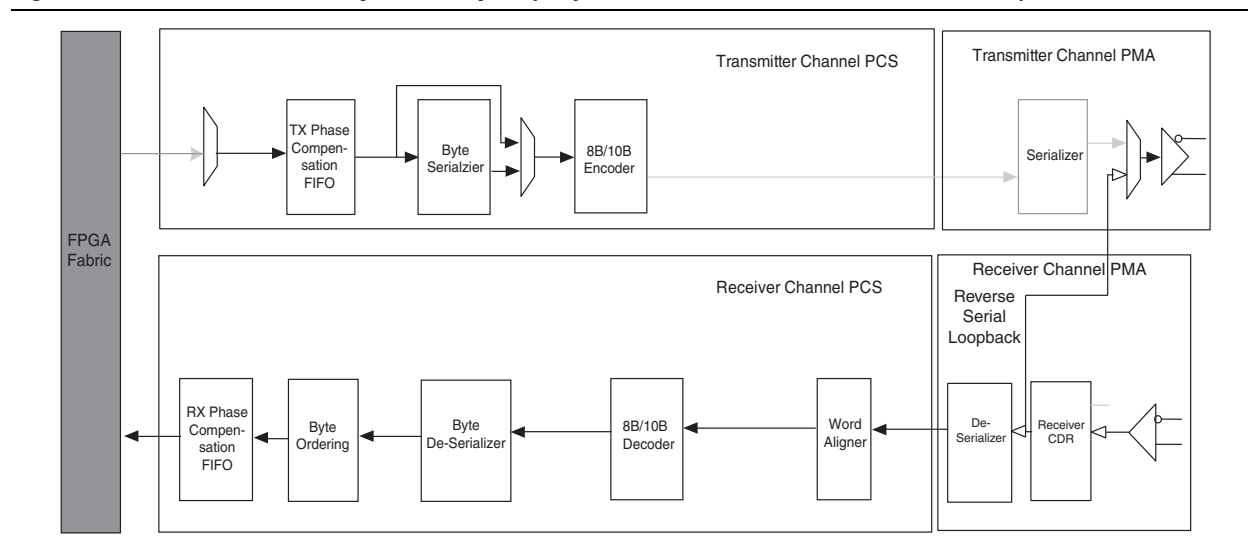 Transmitter Channel PCS
Transmitter Channel PMA
TX Phase
Compen-
sation
FIFO
Byte
Serialzier
8B/10B
Encoder
Serializer
FPGA
Fabric
Receiver Channel PCS
Receiver Channel PMA
Reverse
Serial
Loopback
RX Phase
Compen-
sation
FIFO
Byte
Ordering
Byte
De-Serializer
8B/10B
Decoder
Word
Aligner
De-
Serializer
Receiver
CDR